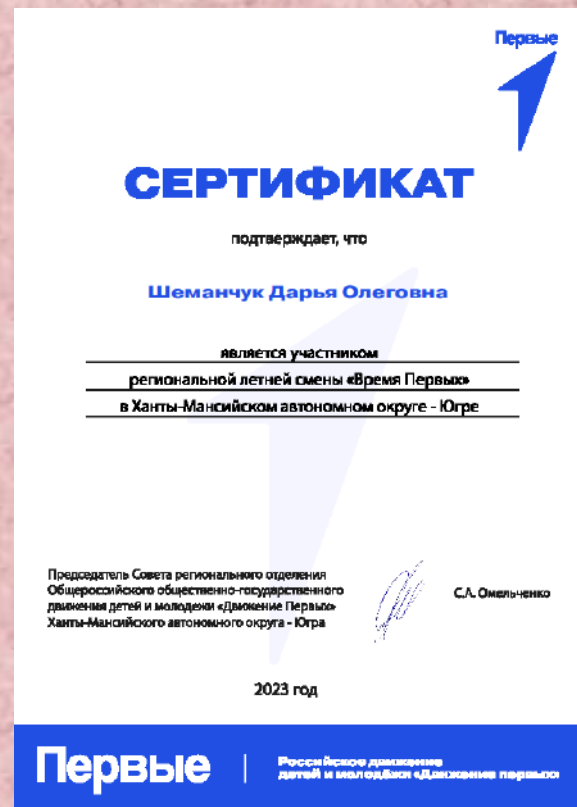 Первые
СЕРТИФИКАТ
подтверждает, что
Шеманчук Дарья Олеговна
является участником
региональной летней смены «Время Первых»
в Ханты-Мансийском автономном округе - Югре
Председатель Совета регионального отделения
Общероссийского общественно-государственного
движения детей и молодежи «Движение Первых»
Ханты-Мансийского автономного округа - Югра
С.А. Омельченко
2023 год
Первые
Российское движение
детей и молодёжи «Движение первых»